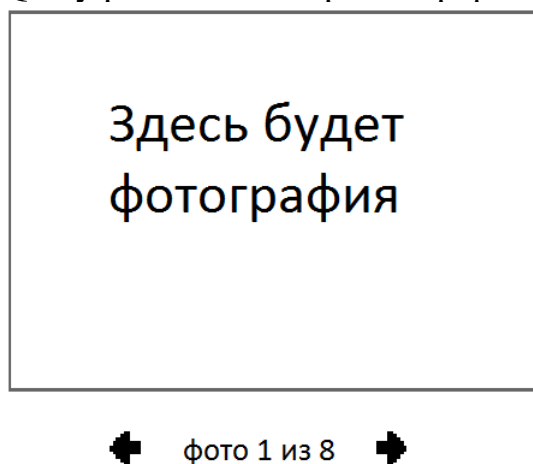 Здесь будет
фотография
фото 1 из 8